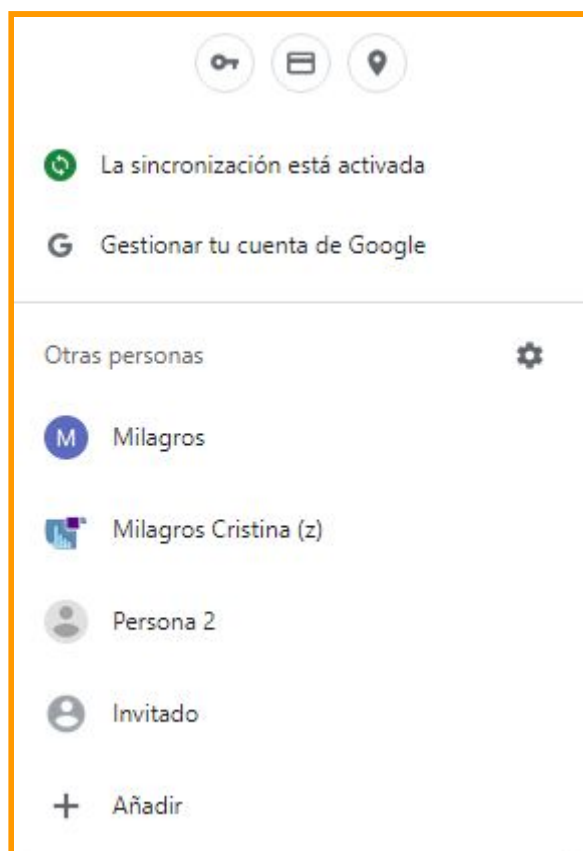 La sincronización está activada
G Gestionar tu cuenta de Google
Otras personas
M Milagros
Milagros Cristina (z)
Persona 2
Invitado
+ Añadir